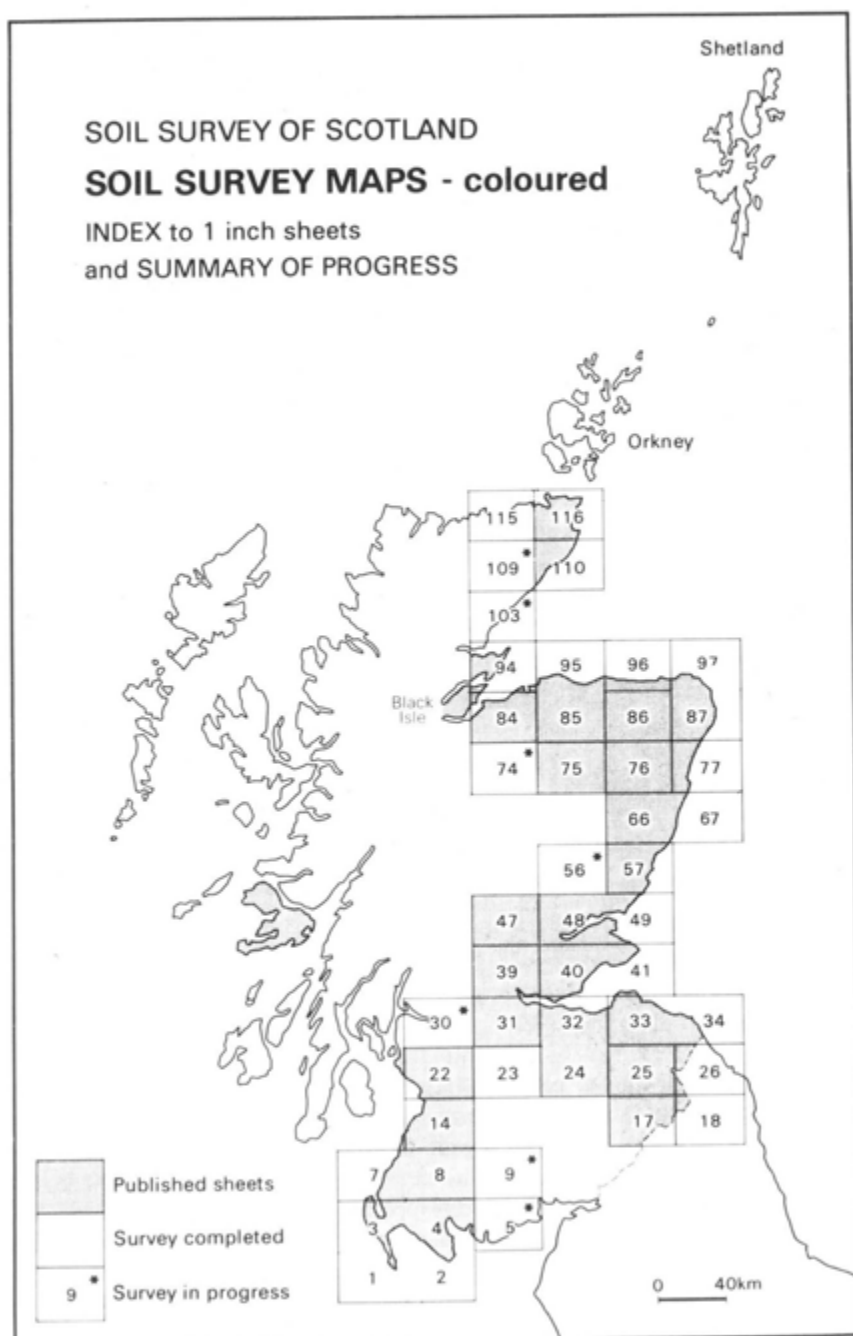 Shetland
SOIL SURVEY OF SCOTLAND
SOIL SURVEY MAPS - coloured
INDEX to 1 inch sheets
and SUMMARY OF PROGRESS
Orkney
115 116
109 * 110
103 *
94 95 96 97
Black
Isle
84 85 86 87
74 * 75 76 77
66 67
56 * 57
47 48 49
39 40 41
30 * 31 32 33 34
22 23 24 25 26
14 17 18
7 8 9 *
Published sheets
3 4 5 *
Survey completed
1 2
9 * Survey in progress
0 40km